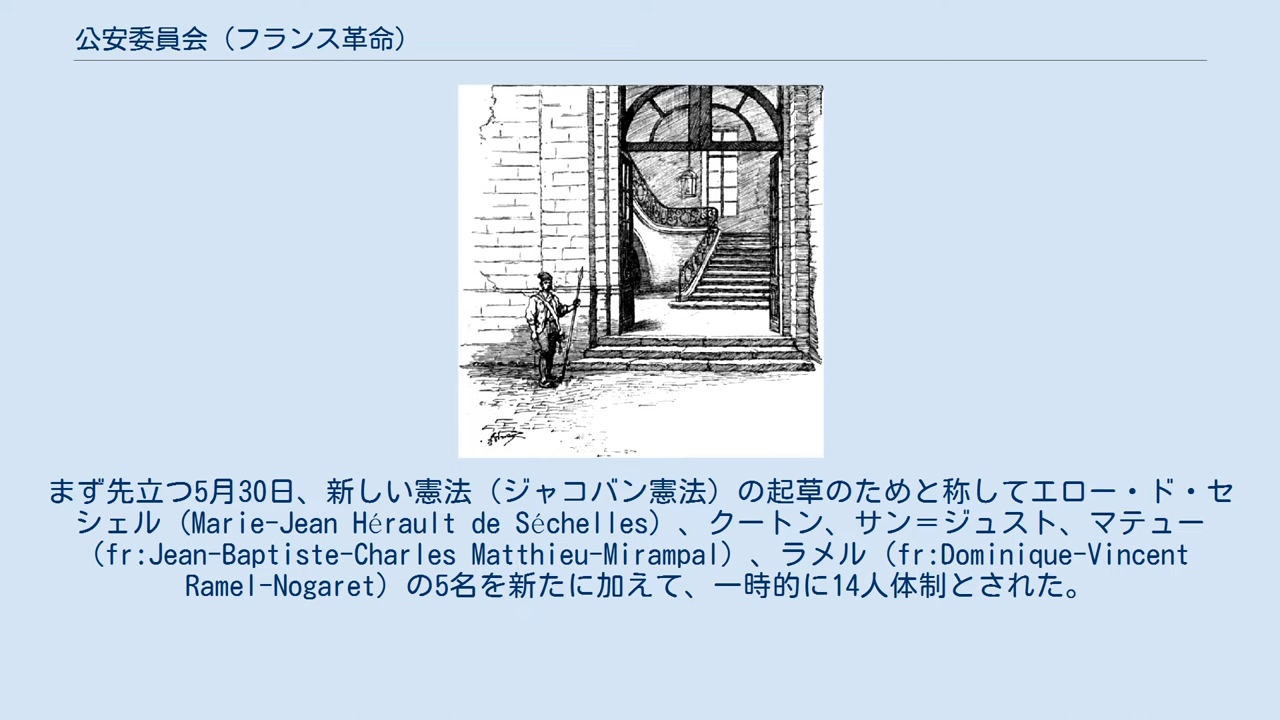 公安委員会（フランス革命）
まず先立つ5月30日、新しい憲法（ジャコバン憲法）の起草のためと称してエロー・ド・セ
シェル（Marie-Jean Hérault de Séchelles）、クートン、サン＝ジュスト、マテュー
（fr:Jean-Baptiste-Charles Matthieu-Mirampal）、ラメル（fr:Dominique-Vincent
Ramel-Nogaret）の5名を新たに加えて、一時的に14人体制とされた。